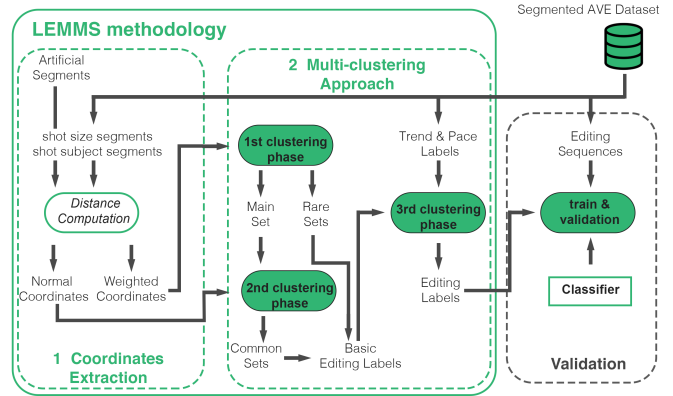 Segmented AVE Dataset
LEMMS methodology
Artificial
Segments
2 Multi-clustering
Approach
shot size segments
shot subject segments
1st clustering
phase
Trend & Pace
Labels
Editing
Sequences
Distance
Computation
Main
Set
Rare
Sets
3rd clustering
phase
train &
validation
Normal
Coordinates
Weighted
Coordinates
2nd clustering
phase
Editing
Labels
Classifier
Common
Sets
Basic
Editing Labels
1 Coordinates
Extraction
Validation